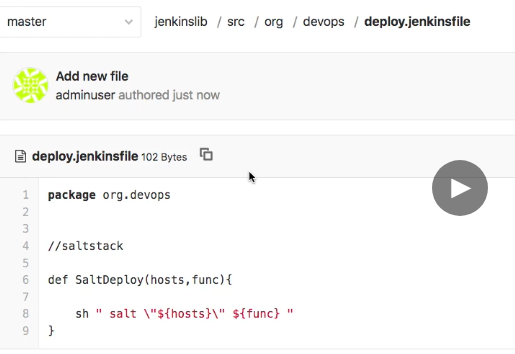 master jenkinslib / src / org / devops / deploy.jenkinsfile
Add new file
adminuser authored just now
deploy.jenkinsfile 102 Bytes
1 package org.devops
2
3
4 //saltstack
5
6 def SaltDeploy(hosts,func){
7
8 sh " salt \"${hosts}\" ${func} "
9 }